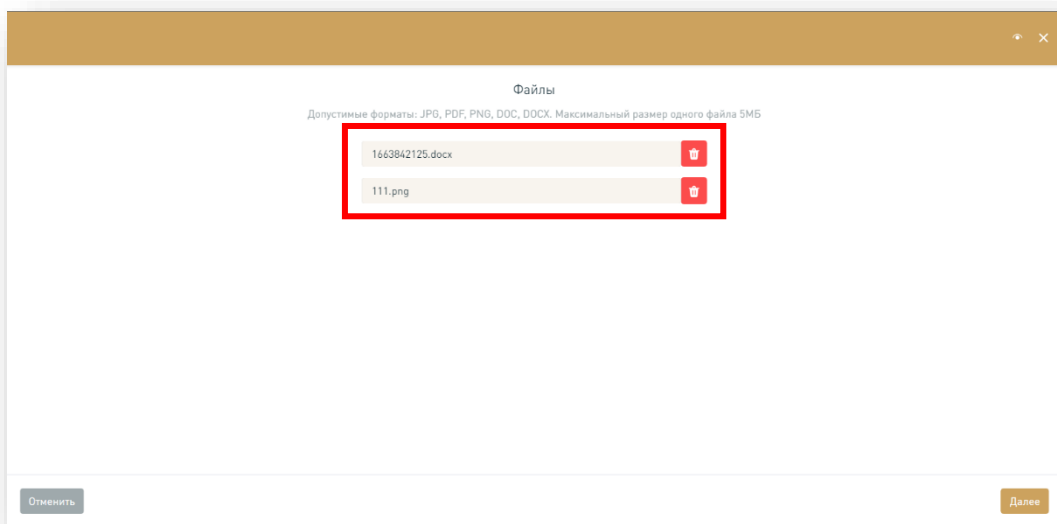 Файлы
Допустимые форматы: JPG, PDF, PNG, DOC, DOCX. Максимальный размер одного файла 5МБ
1663842125.docx
111.png
Отменить
Далее